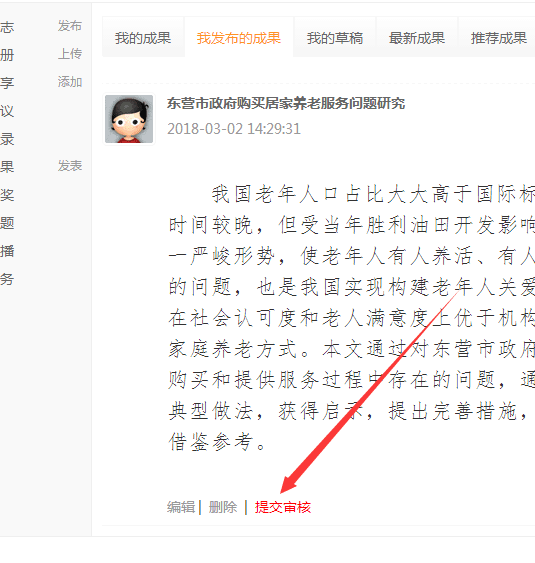 志 发布
册 上传
享 添加
议
录
果 发表
奖
题
播
务
我的成果 我发布的成果 我的草稿 最新成果 推荐成果
东营市政府购买居家养老服务问题研究
2018-03-02 14:29:31
我国老年人口占比大大高于国际标
时间较晚，但受当年胜利油田开发影响
一严峻形势，使老年人有人养活、有人
的问题，也是我国实现构建老年人关爱
在社会认可度和老人满意度上优于机构
家庭养老方式。本文通过对东营市政府
购买和提供服务过程中存在的问题，通
典型做法，获得启示，提出完善措施，
借鉴参考。
编辑 | 删除 | 提交审核